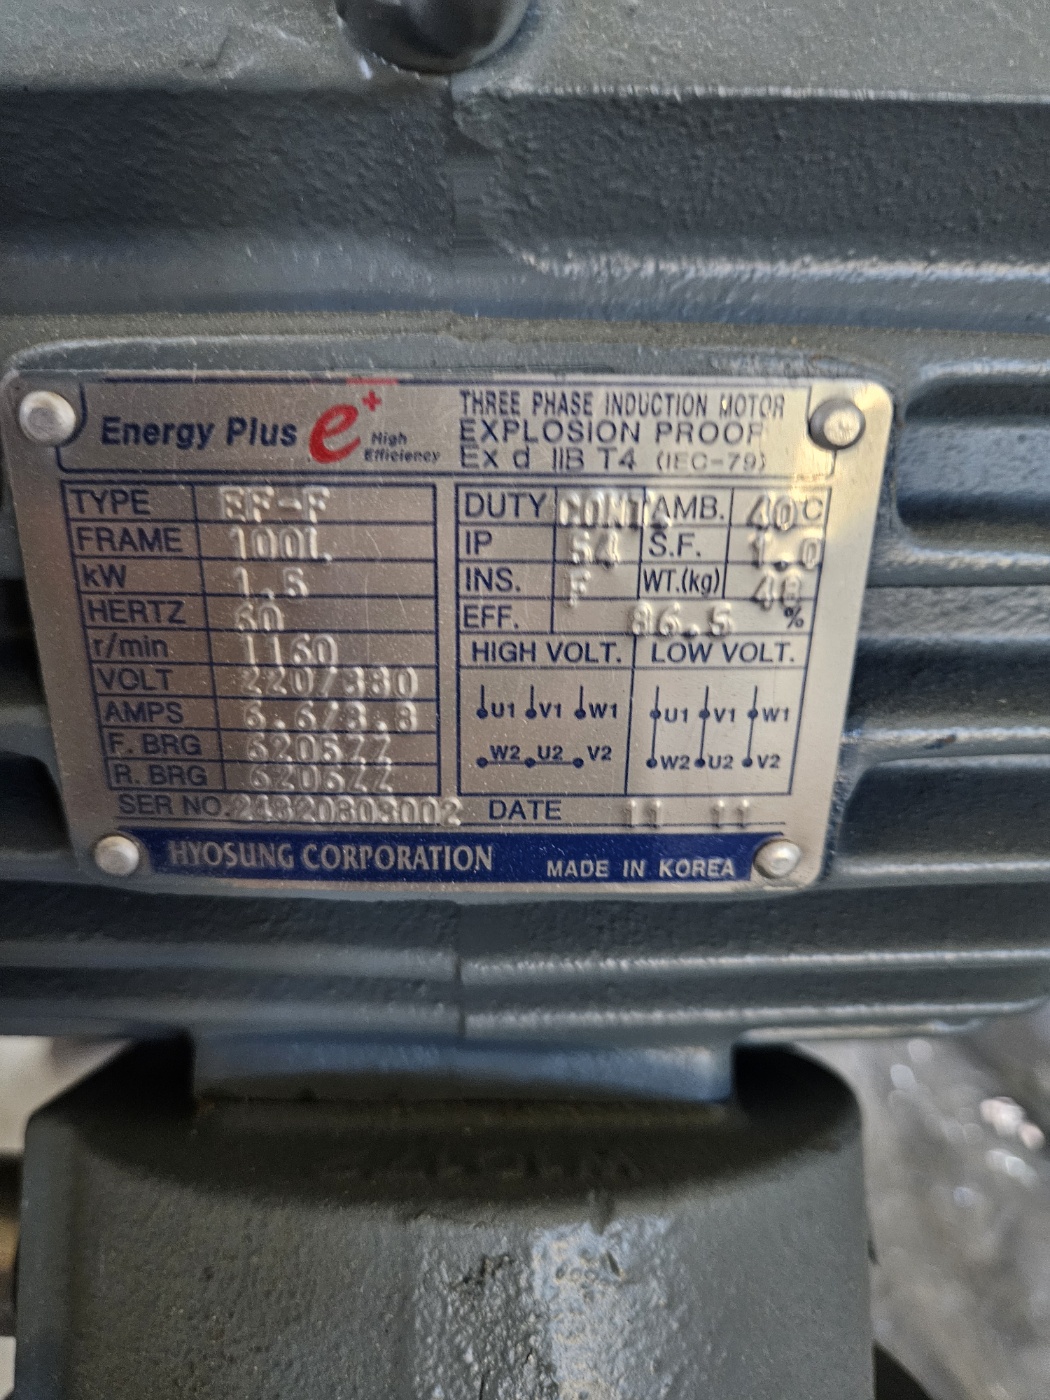 Energy Plus e+ High Efficiency
THREE PHASE INDUCTION MOTOR
EXPLOSION PROOF
Ex d IIB T4 (IEC-79)
TYPE
FRAME 100L
kW 1.5
HERTZ 60
r/min 1160
VOLT 220/380
AMPS 6.6/3.8
F. BRG 6206ZZ
R. BRG 6206ZZ
DUTY CONT. AMB. 40°C
IP 54 S.F. 1.0
INS. F WT.(kg)
EFF. 86.5 %
HIGH VOLT. LOW VOLT.
U1 V1 W1 U1 V1 W1
W2 U2 V2 W2 U2 V2
SER NO. DATE 11 11
HYOSUNG CORPORATION MADE IN KOREA